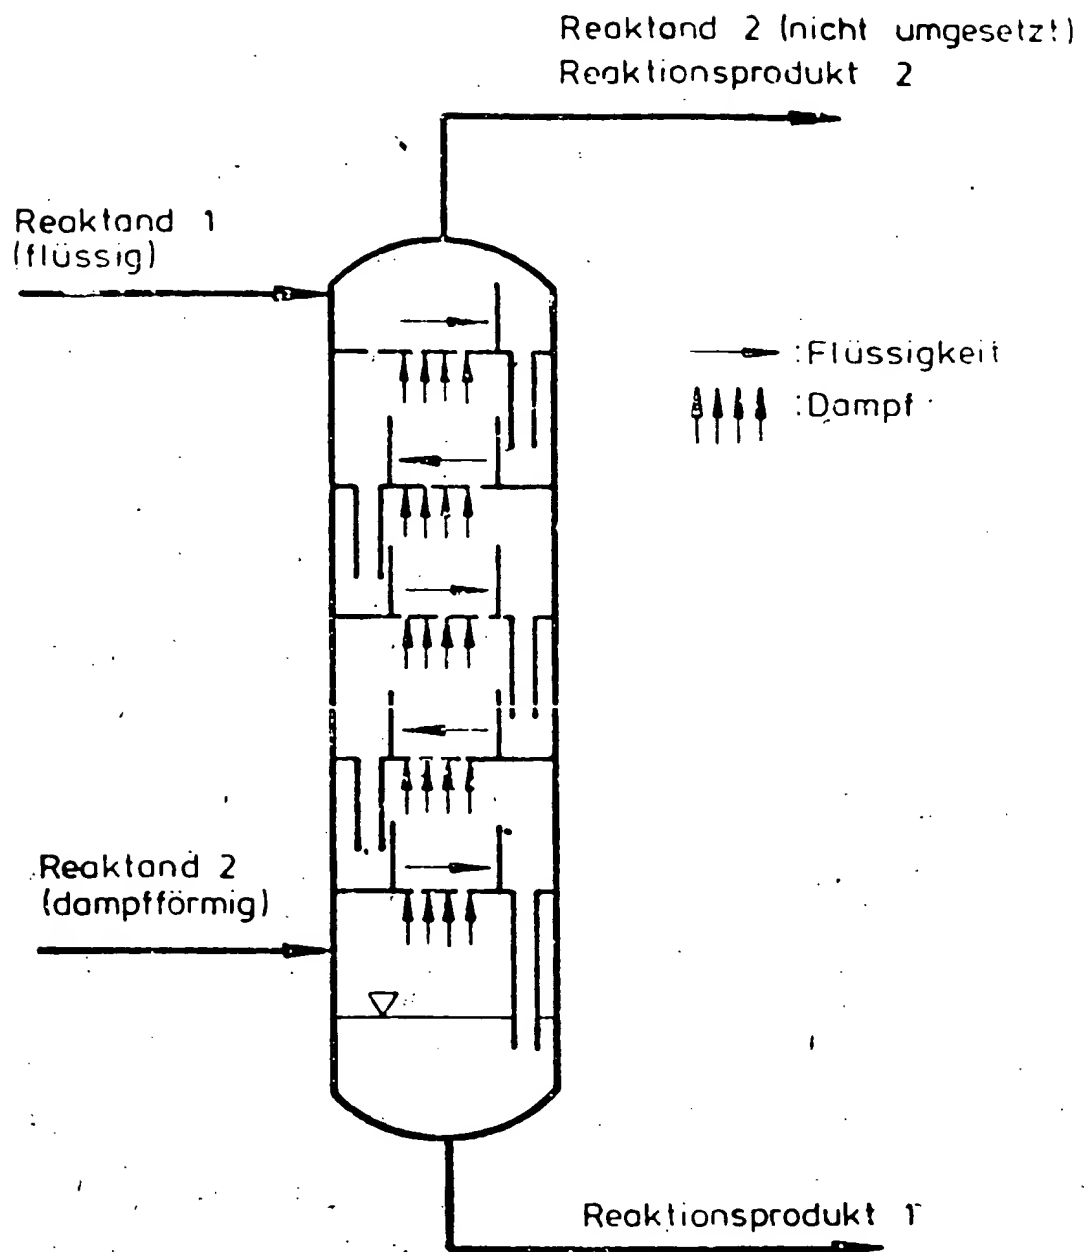 Reaktand 2 (nicht umgesetzt)
Reaktionsprodukt 2
Reaktand 1
(flüssig)
:Flüssigkeit
:Dampf
Reaktand 2
(dampfförmig)
Reaktionsprodukt 1